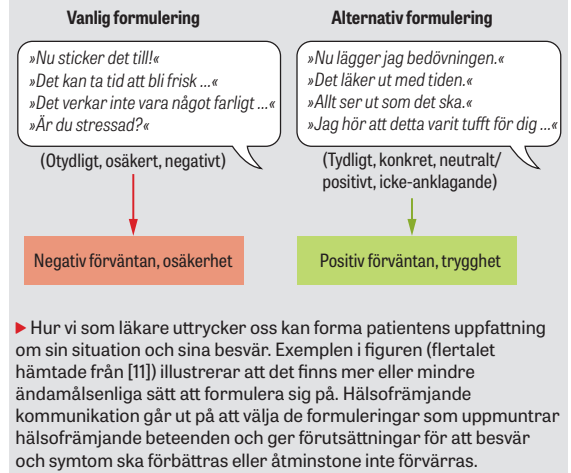 Vanlig formulering
»Nu sticker det till!«
»Det kan ta tid att bli frisk ...«
»Det verkar inte vara något farligt ...«
»Är du stressad?«
(Otydligt, osäkert, negativt)
Negativ förväntan, osäkerhet
Alternativ formulering
»Nu lägger jag bedövningen.«
»Det läker ut med tiden.«
»Allt ser ut som det ska.«
»Jag hör att detta varit tufft för dig ...«
(Tydligt, konkret, neutralt/
positivt, icke-anklagande)
Positiv förväntan, trygghet
Hur vi som läkare uttrycker oss kan forma patientens uppfattning
om sin situation och sina besvär. Exemplen i figuren (flertalet
hämtade från [11]) illustrerar att det finns mer eller mindre
ändamålsenliga sätt att formulera sig på. Hälsofrämjande
kommunikation går ut på att välja de formuleringar som uppmuntrar
hälsofrämjande beteenden och ger förutsättningar för att besvär
och symtom ska förbättras eller åtminstone inte förvärras.